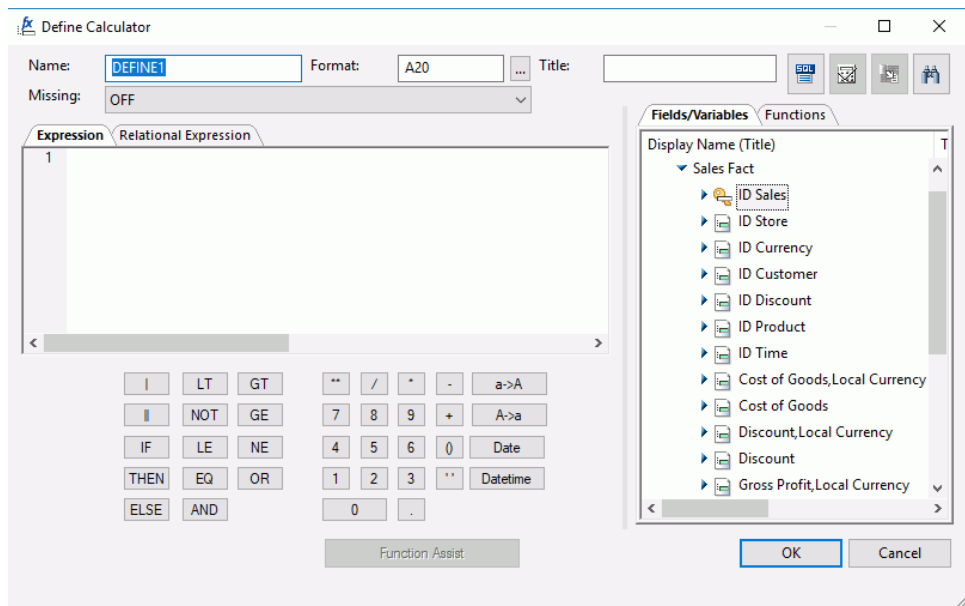 Define Calculator
Name: DEFINE1 Format: A20 ... Title:
SQL
Missing: OFF
Expression Relational Expression
1
Fields/Variables Functions
Display Name (Title) T
Sales Fact
ID Sales
ID Store
ID Currency
ID Customer
ID Discount
ID Product
ID Time
Cost of Goods,Local Currency
Cost of Goods
Discount,Local Currency
Discount
Gross Profit,Local Currency
| LT GT ** / * - a->A
|| NOT GE 7 8 9 + A->a
IF LE NE 4 5 6 () Date
THEN EQ OR 1 2 3 ' ' Datetime
ELSE AND 0 .
Function Assist
OK Cancel